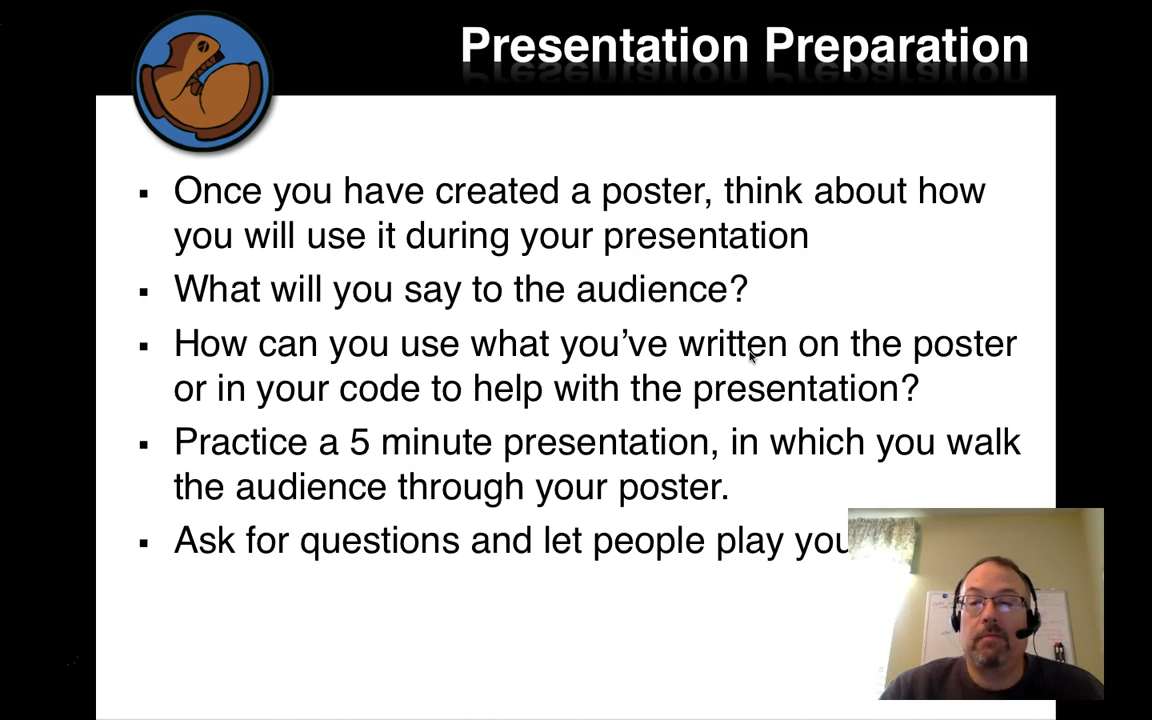 Presentation Preparation
▪ Once you have created a poster, think about how
you will use it during your presentation
▪ What will you say to the audience?
▪ How can you use what you’ve written on the poster
or in your code to help with the presentation?
▪ Practice a 5 minute presentation, in which you walk
the audience through your poster.
▪ Ask for questions and let people play you